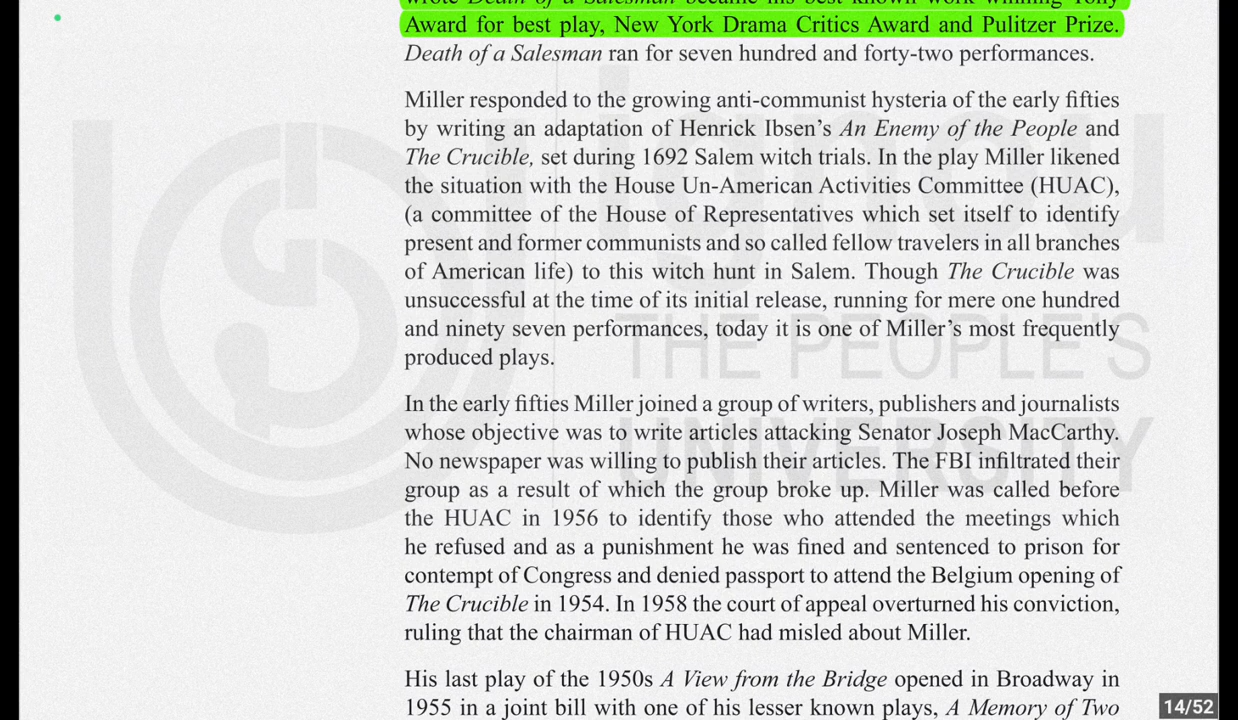 wrote Death of a Salesman became his best known work winning Tony
Award for best play, New York Drama Critics Award and Pulitzer Prize.
Death of a Salesman ran for seven hundred and forty-two performances.
Miller responded to the growing anti-communist hysteria of the early fifties
by writing an adaptation of Henrick Ibsen's An Enemy of the People and
The Crucible, set during 1692 Salem witch trials. In the play Miller likened
the situation with the House Un-American Activities Committee (HUAC),
(a committee of the House of Representatives which set itself to identify
present and former communists and so called fellow travelers in all branches
of American life) to this witch hunt in Salem. Though The Crucible was
unsuccessful at the time of its initial release, running for mere one hundred
and ninety seven performances, today it is one of Miller's most frequently
produced plays.
In the early fifties Miller joined a group of writers, publishers and journalists
whose objective was to write articles attacking Senator Joseph MacCarthy.
No newspaper was willing to publish their articles. The FBI infiltrated their
group as a result of which the group broke up. Miller was called before
the HUAC in 1956 to identify those who attended the meetings which
he refused and as a punishment he was fined and sentenced to prison for
contempt of Congress and denied passport to attend the Belgium opening of
The Crucible in 1954. In 1958 the court of appeal overturned his conviction,
ruling that the chairman of HUAC had misled about Miller.
His last play of the 1950s A View from the Bridge opened in Broadway in
1955 in a joint bill with one of his lesser known plays, A Memory of Two
ignou
THE PEOPLE'S
UNIVERSITY
14/52